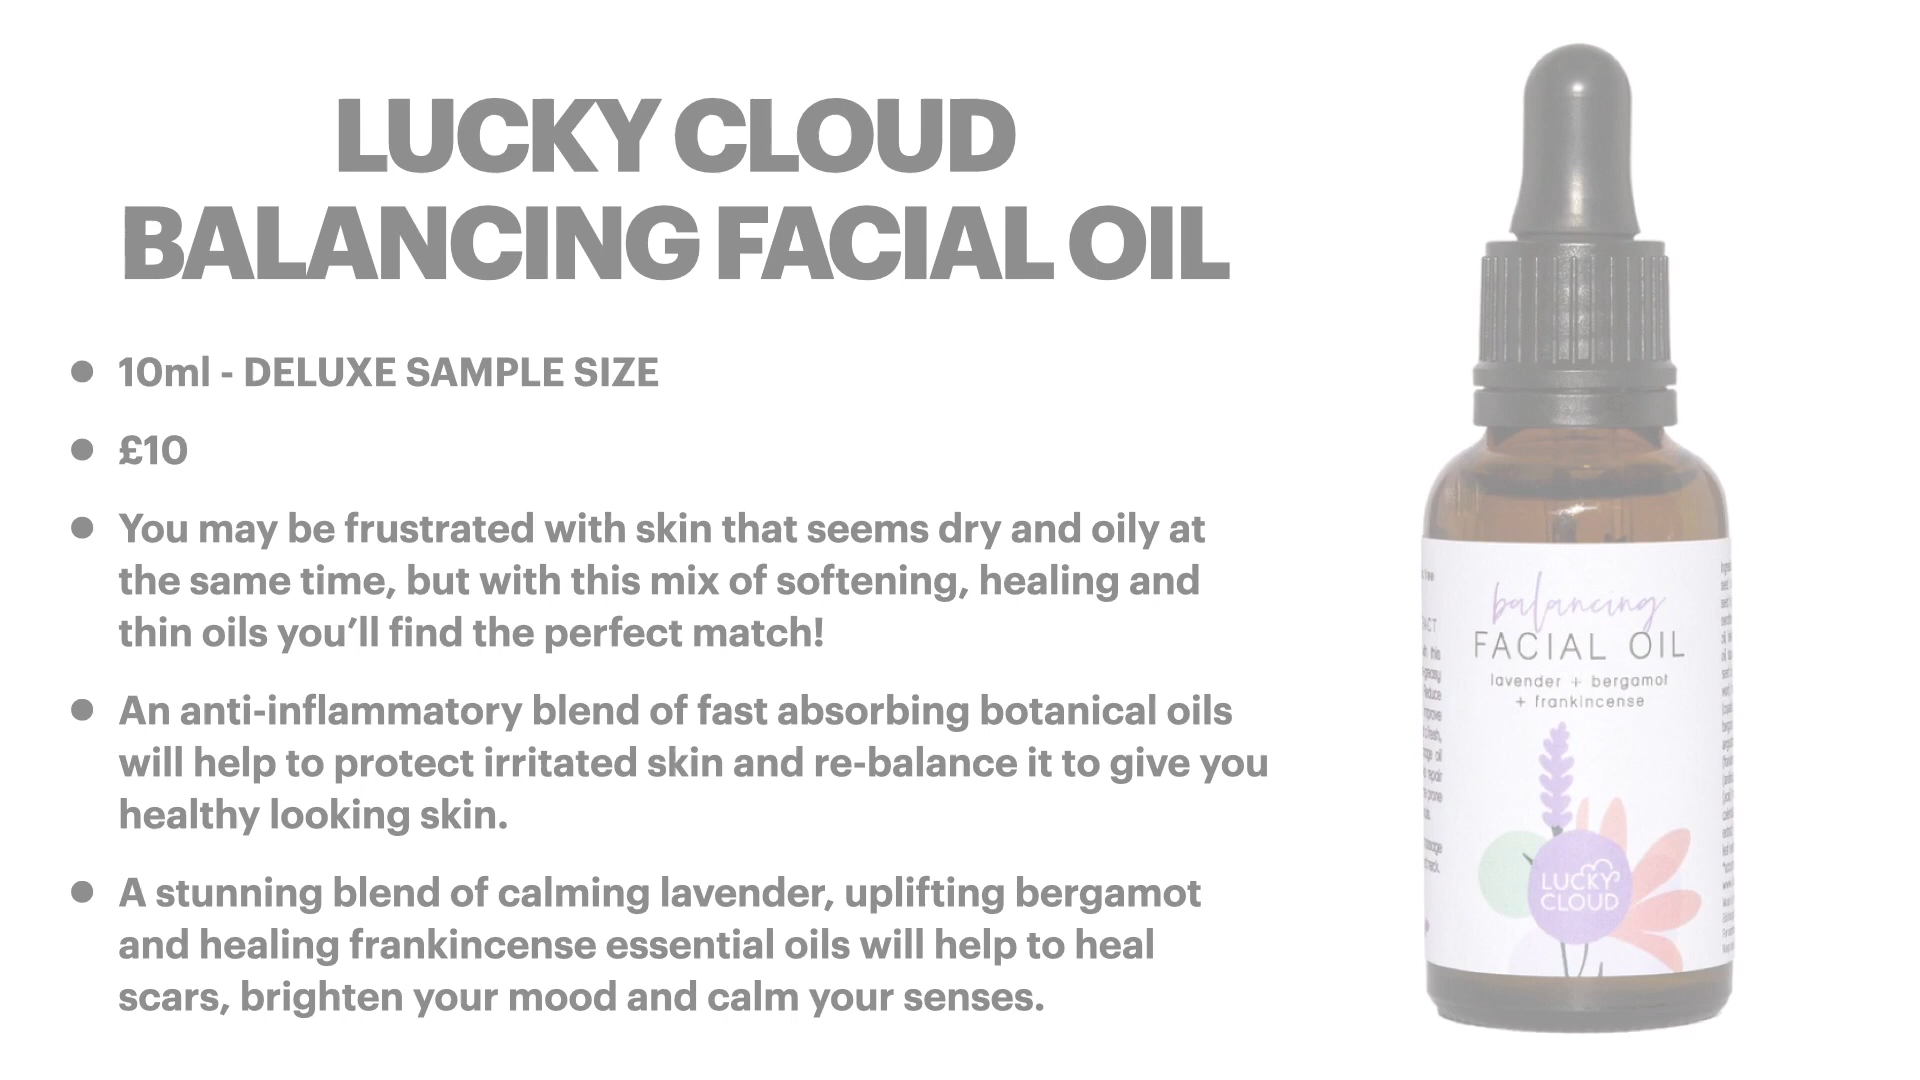 LUCKY CLOUD
BALANCING FACIAL OIL
● 10ml - DELUXE SAMPLE SIZE
● £10
● You may be frustrated with skin that seems dry and oily at
the same time, but with this mix of softening, healing and
thin oils you’ll find the perfect match!
● An anti-inflammatory blend of fast absorbing botanical oils
will help to protect irritated skin and re-balance it to give you
healthy looking skin.
● A stunning blend of calming lavender, uplifting bergamot
and healing frankincense essential oils will help to heal
scars, brighten your mood and calm your senses.
balancing
FACIAL OIL
lavender + bergamot
+ frankincense
LUCKY
CLOUD